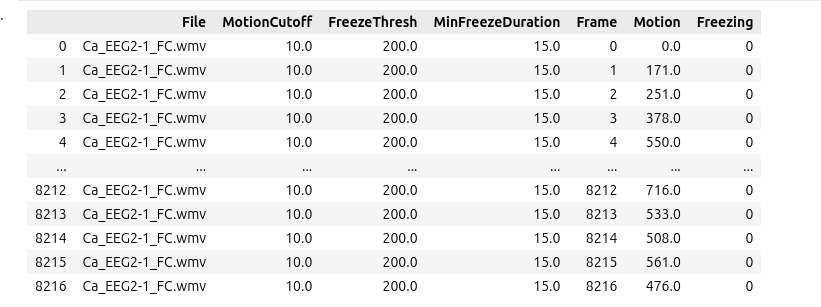 File MotionCutoff FreezeThresh MinFreezeDuration Frame Motion Freezing
0 Ca_EEG2-1_FC.wmv 10.0 200.0 15.0 0 0.0 0
1 Ca_EEG2-1_FC.wmv 10.0 200.0 15.0 1 171.0 0
2 Ca_EEG2-1_FC.wmv 10.0 200.0 15.0 2 251.0 0
3 Ca_EEG2-1_FC.wmv 10.0 200.0 15.0 3 378.0 0
4 Ca_EEG2-1_FC.wmv 10.0 200.0 15.0 4 550.0 0
... ... ... ... ... ... ... ...
8212 Ca_EEG2-1_FC.wmv 10.0 200.0 15.0 8212 716.0 0
8213 Ca_EEG2-1_FC.wmv 10.0 200.0 15.0 8213 533.0 0
8214 Ca_EEG2-1_FC.wmv 10.0 200.0 15.0 8214 508.0 0
8215 Ca_EEG2-1_FC.wmv 10.0 200.0 15.0 8215 561.0 0
8216 Ca_EEG2-1_FC.wmv 10.0 200.0 15.0 8216 476.0 0